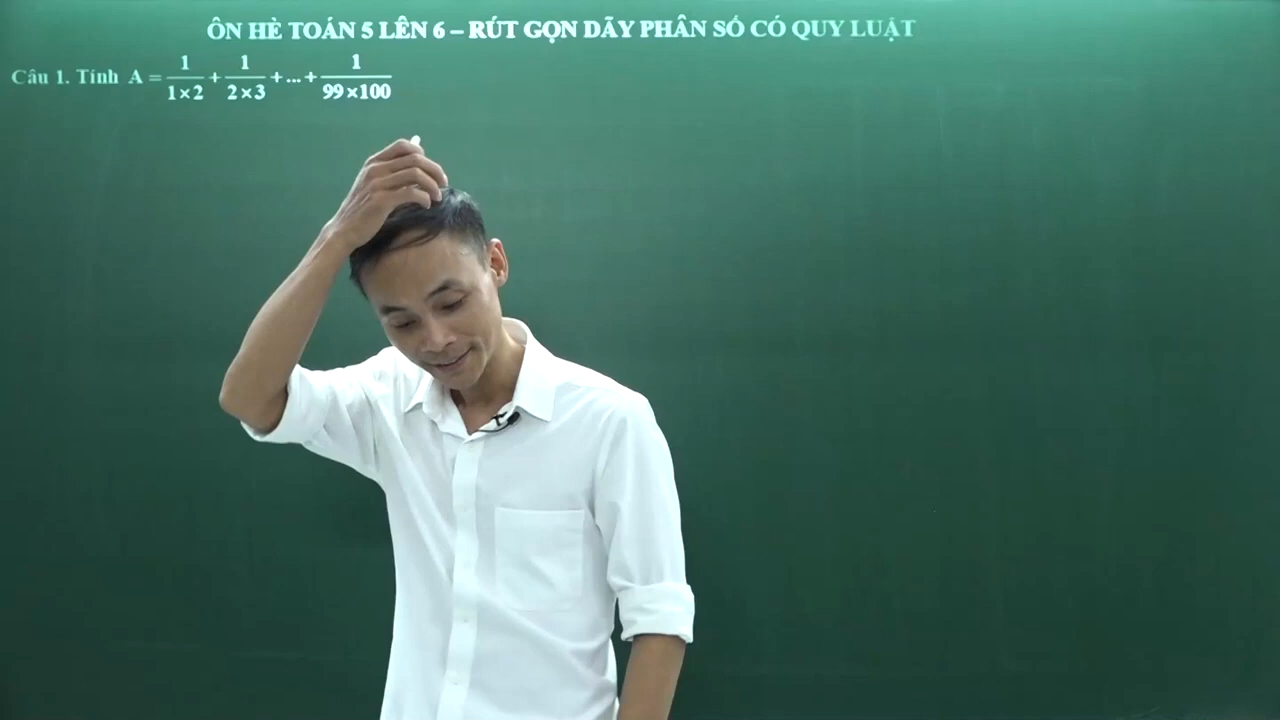 ÔN HÈ TOÁN 5 LÊN 6 – RÚT GỌN DÃY PHÂN SỐ CÓ QUY LUẬT
Câu 1. Tính A = 1/(1×2) + 1/(2×3) + ... + 1/(99×100)